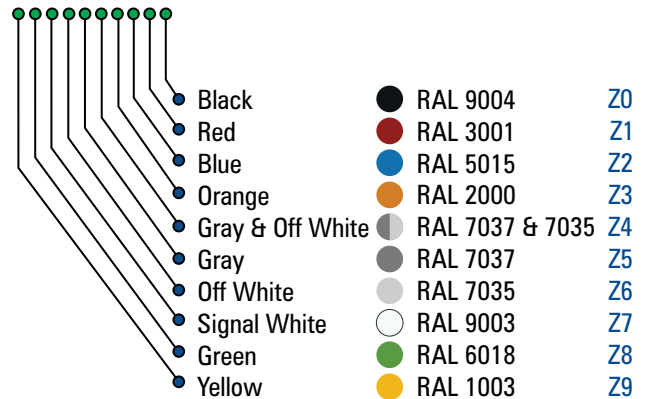 Black RAL 9004 Z0
Red RAL 3001 Z1
Blue RAL 5015 Z2
Orange RAL 2000 Z3
Gray & Off White RAL 7037 & 7035 Z4
Gray RAL 7037 Z5
Off White RAL 7035 Z6
Signal White RAL 9003 Z7
Green RAL 6018 Z8
Yellow RAL 1003 Z9